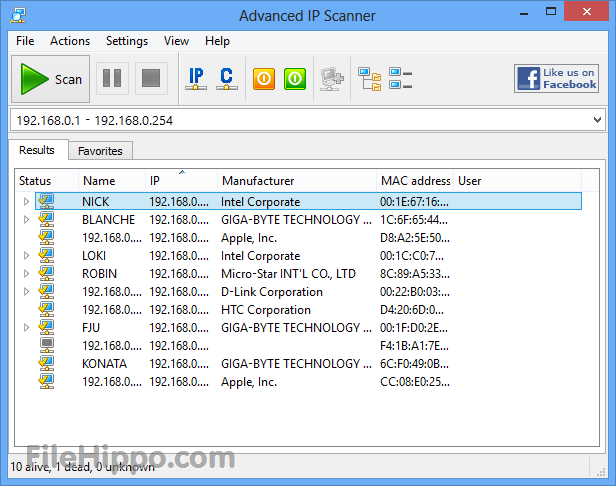 Advanced IP Scanner
File Actions Settings View Help
Scan IP C Like us on
Facebook
192.168.0.1 - 192.168.0.254
Results Favorites
Status Name IP Manufacturer MAC address User
NICK 192.168.0.... Intel Corporate 00:1E:67:16:...
BLANCHE 192.168.0.... GIGA-BYTE TECHNOLOGY ... 1C:6F:65:44...
192.168.0.... 192.168.0.... Apple, Inc. D8:A2:5E:50...
LOKI 192.168.0.... Intel Corporate 00:1C:C0:7...
ROBIN 192.168.0.... Micro-Star INT'L CO., LTD 8C:89:A5:33...
192.168.0.... 192.168.0.... D-Link Corporation 00:22:B0:03:...
192.168.0.... 192.168.0.... HTC Corporation D4:20:6D:0...
FJU 192.168.0.... GIGA-BYTE TECHNOLOGY ... 00:1F:D0:2E...
192.168.0.... 192.168.0.... F4:1B:A1:7E...
KONATA 192.168.0.... GIGA-BYTE TECHNOLOGY ... 6C:F0:49:0B...
192.168.0.... 192.168.0.... Apple, Inc. CC:08:E0:25...
FileHippo.com
10 alive, 1 dead, 0 unknown